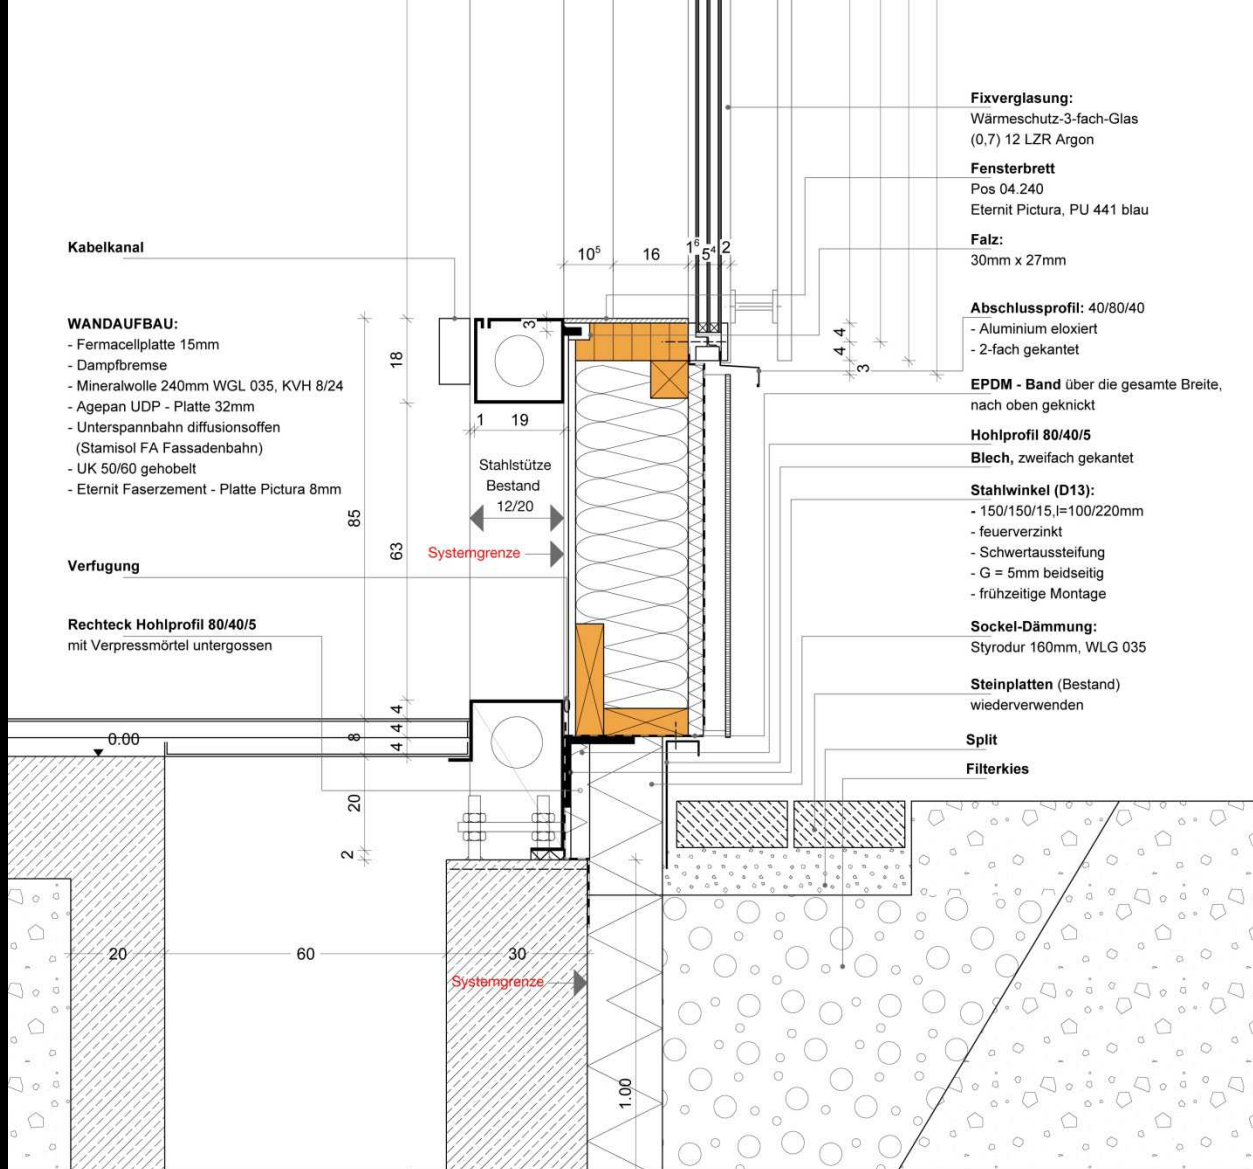 Fixverglasung:
Wärmeschutz-3-fach-Glas
(0,7) 12 LZR Argon
Fensterbrett
Pos 04.240
Eternit Pictura, PU 441 blau
Falz:
30mm x 27mm
Abschlussprofil: 40/80/40
- Aluminium eloxiert
- 2-fach gekantet
EPDM - Band über die gesamte Breite,
nach oben geknickt
Hohlprofil 80/40/5
Blech, zweifach gekantet
Stahlwinkel (D13):
- 150/150/15,l=100/220mm
- feuerverzinkt
- Schwertaussteifung
- G = 5mm beidseitig
- frühzeitige Montage
Sockel-Dämmung:
Styrodur 160mm, WLG 035
Steinplatten (Bestand)
wiederverwenden
Split
Filterkies
Kabelkanal
WANDAUFBAU:
- Fermacellplatte 15mm
- Dampfbremse
- Mineralwolle 240mm WGL 035, KVH 8/24
- Agepan UDP - Platte 32mm
- Unterspannbahn diffusionsoffen
(Stamisol FA Fassadenbahn)
- UK 50/60 gehobelt
- Eternit Faserzement - Platte Pictura 8mm
Verfugung
Rechteck Hohlprofil 80/40/5
mit Verpressmörtel untergossen
10⁵ 16 1⁶ 5⁴ 2
3
4
4
3
18
1 19
Stahlstütze
Bestand
12/20
85
63
Systemgrenze
4
4
4
8
0.00
20
2
20 60 30
Systemgrenze
1.00